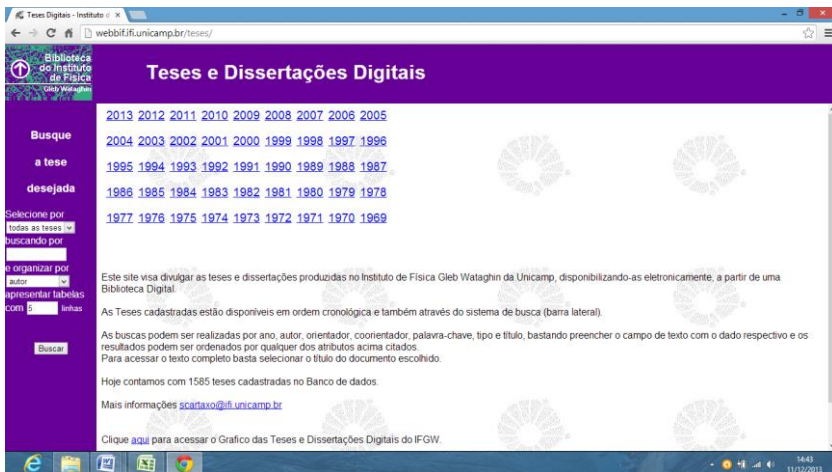 Teses Digitais - Institut
webbif.ifi.unicamp.br/teses/
Biblioteca
do Instituto
de Física
Gleb Wataghin
Teses e Dissertações Digitais
Busque
a tese
desejada
Selecione por
todas as teses
buscando por
e organizar por
autor
apresentar tabelas
com 5 linhas
Buscar
2013 2012 2011 2010 2009 2008 2007 2006 2005
2004 2003 2002 2001 2000 1999 1998 1997 1996
1995 1994 1993 1992 1991 1990 1989 1988 1987
1986 1985 1984 1983 1982 1981 1980 1979 1978
1977 1976 1975 1974 1973 1972 1971 1970 1969
Este site visa divulgar as teses e dissertações produzidas no Instituto de Física Gleb Wataghin da Unicamp, disponibilizando-as eletronicamente, a partir de uma
Biblioteca Digital.
As Teses cadastradas estão disponíveis em ordem cronológica e também através do sistema de busca (barra lateral).
As buscas podem ser realizadas por ano, autor, orientador, coorientador, palavra-chave, tipo e título, bastando preencher o campo de texto com o dado respectivo e os
resultados podem ser ordenados por qualquer dos atributos acima citados.
Para acessar o texto completo basta selecionar o título do documento escolhido.
Hoje contamos com 1585 teses cadastradas no Banco de dados.
Mais informações scartaxo@ifi.unicamp.br
Clique aqui para acessar o Grafico das Teses e Dissertações Digitais do IFGW.
14:43
11/12/2013